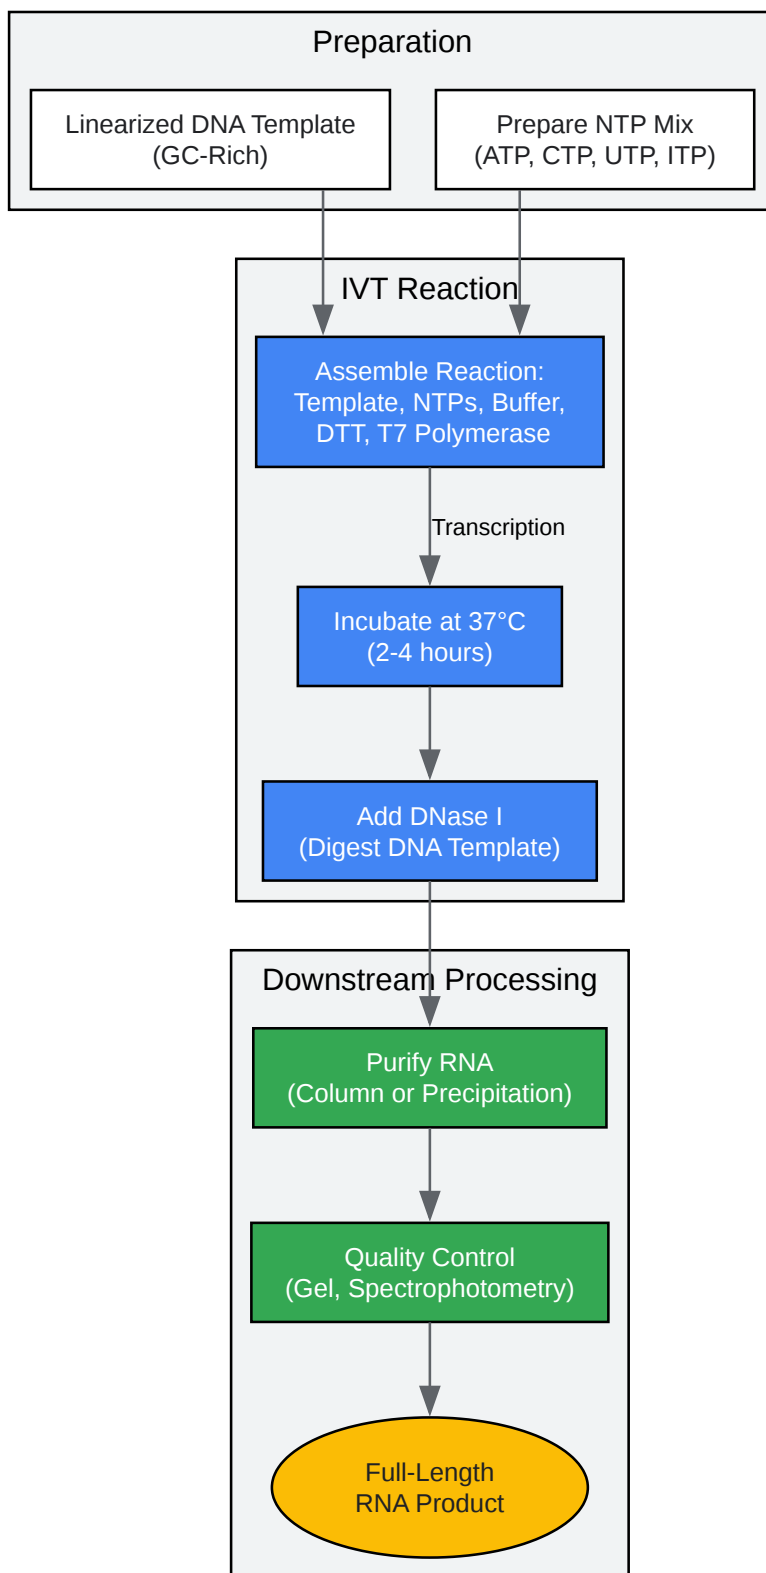 Preparation
Linearized DNA Template
(GC-Rich)
Prepare NTP Mix
(ATP, CTP, UTP, ITP)
IVT Reaction
Assemble Reaction:
Template, NTPs, Buffer,
DTT, T7 Polymerase
Transcription
Incubate at 37°C
(2-4 hours)
Add DNase I
(Digest DNA Template)
Downstream Processing
Purify RNA
(Column or Precipitation)
Quality Control
(Gel, Spectrophotometry)
Full-Length
RNA Product